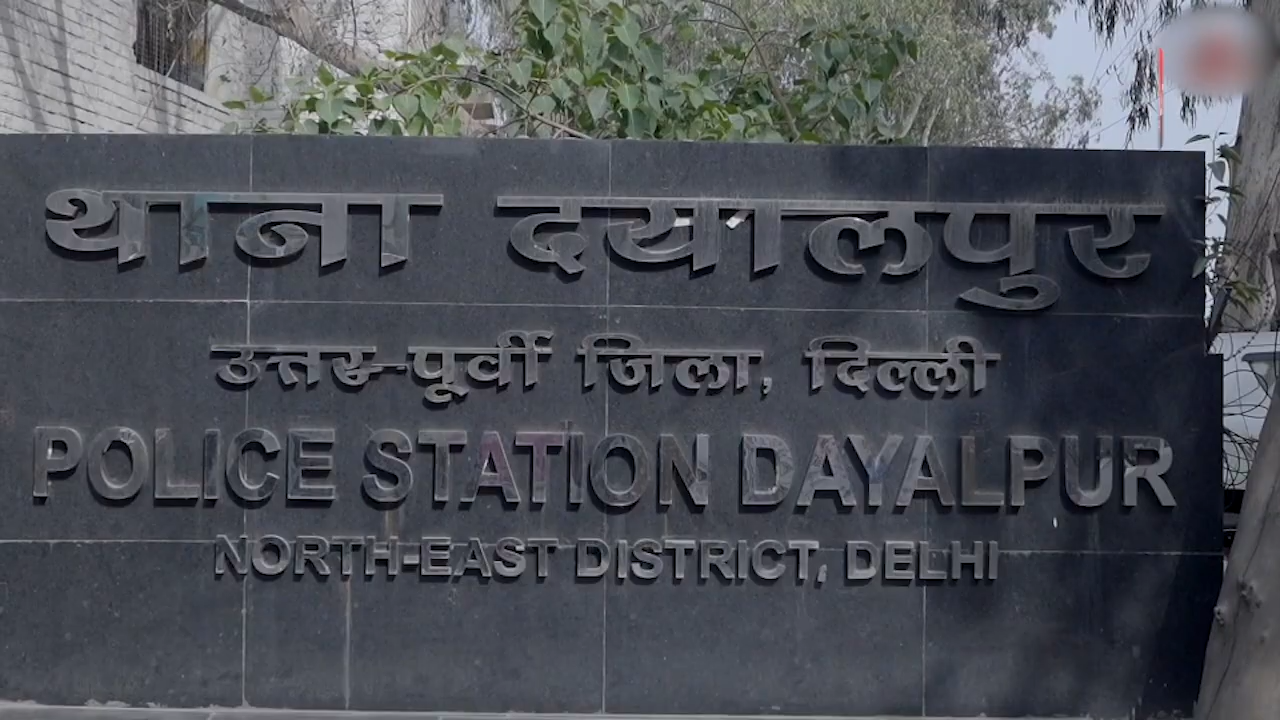 थाना दयालपुर
उत्तर-पूर्वी जिला, दिल्ली
POLICE STATION DAYALPUR
NORTH-EAST DISTRICT, DELHI